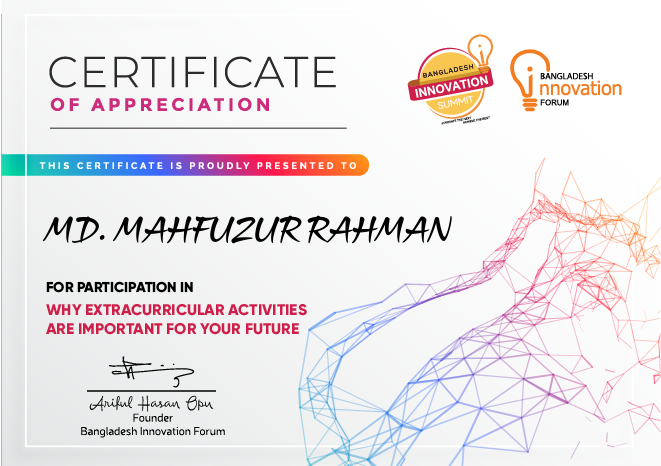 CERTIFICATE
OF APPRECIATION
BANGLADESH
INNOVATION
SUMMIT
BANGLADESH
innovation
FORUM
THIS CERTIFICATE IS PROUDLY PRESENTED TO
MD. MAHFUZUR RAHMAN
FOR PARTICIPATION IN
WHY EXTRACURRICULAR ACTIVITIES
ARE IMPORTANT FOR YOUR FUTURE
Ariful Hasan Opu
Founder
Bangladesh Innovation Forum